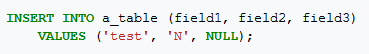 INSERT INTO a_table (field1, field2, field3)
VALUES ('test', 'N', NULL);